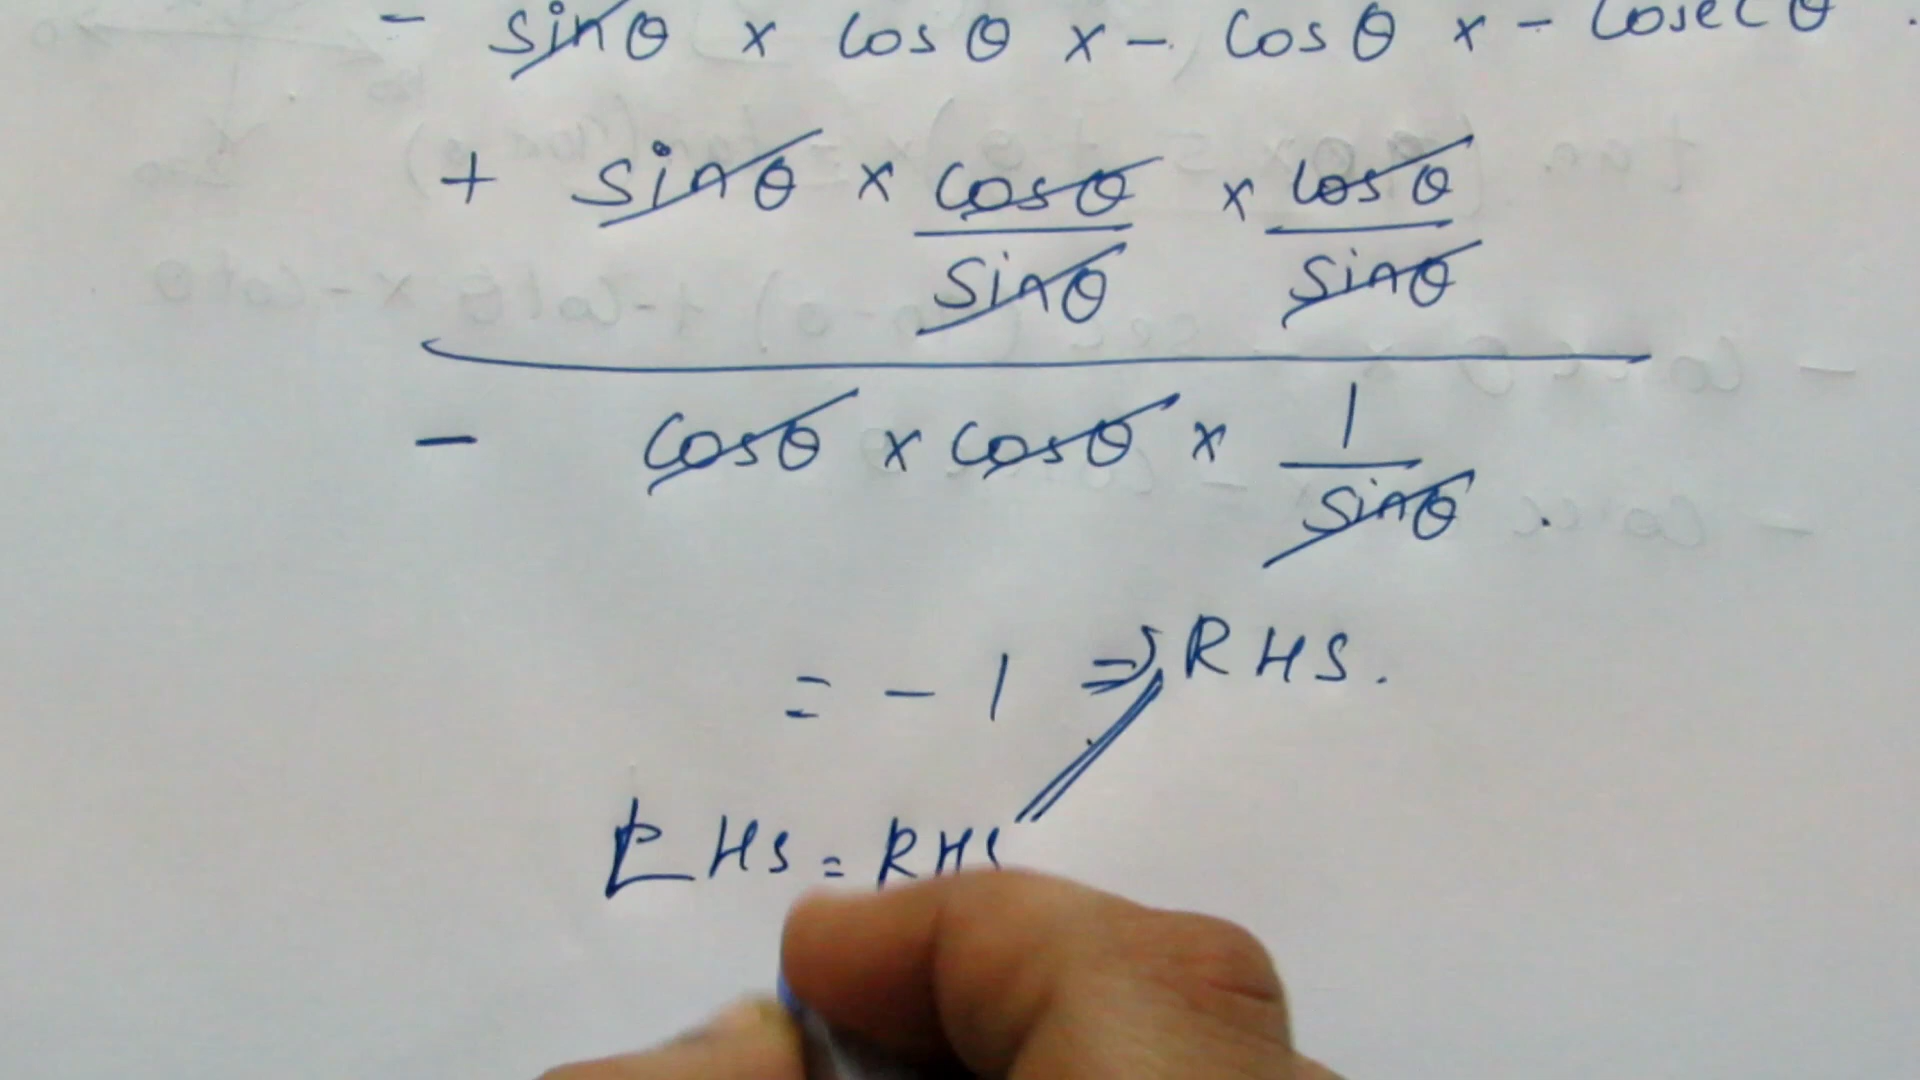 - sinθ x cosθ x - cosθ x - cosecθ .
+ sinθ x cosθ/sinθ x cosθ/sinθ
- cosθ x cosθ x 1/sinθ .
= - 1 ⇒ RHS.
LHS = RHS